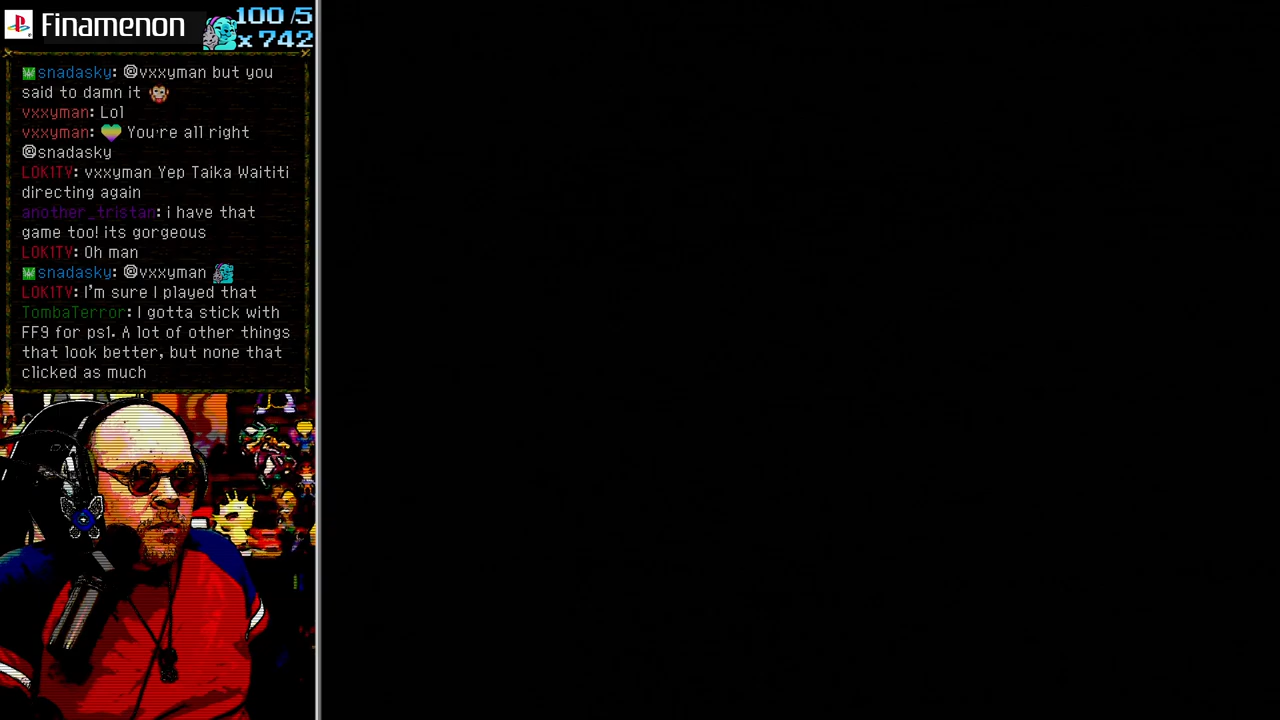 Finamenon
100/5
x 742
snadasky: @vxxyman but you
said to damn it
vxxyman: Lol
vxxyman: You're all right
@snadasky
LOK1TV: vxxyman Yep Taika Waititi
directing again
another_tristan: i have that
game too! its gorgeous
LOK1TV: Oh man
snadasky: @vxxyman
LOK1TV: I'm sure I played that
TombaTerror: I gotta stick with
FF9 for ps1. A lot of other things
that look better, but none that
clicked as much